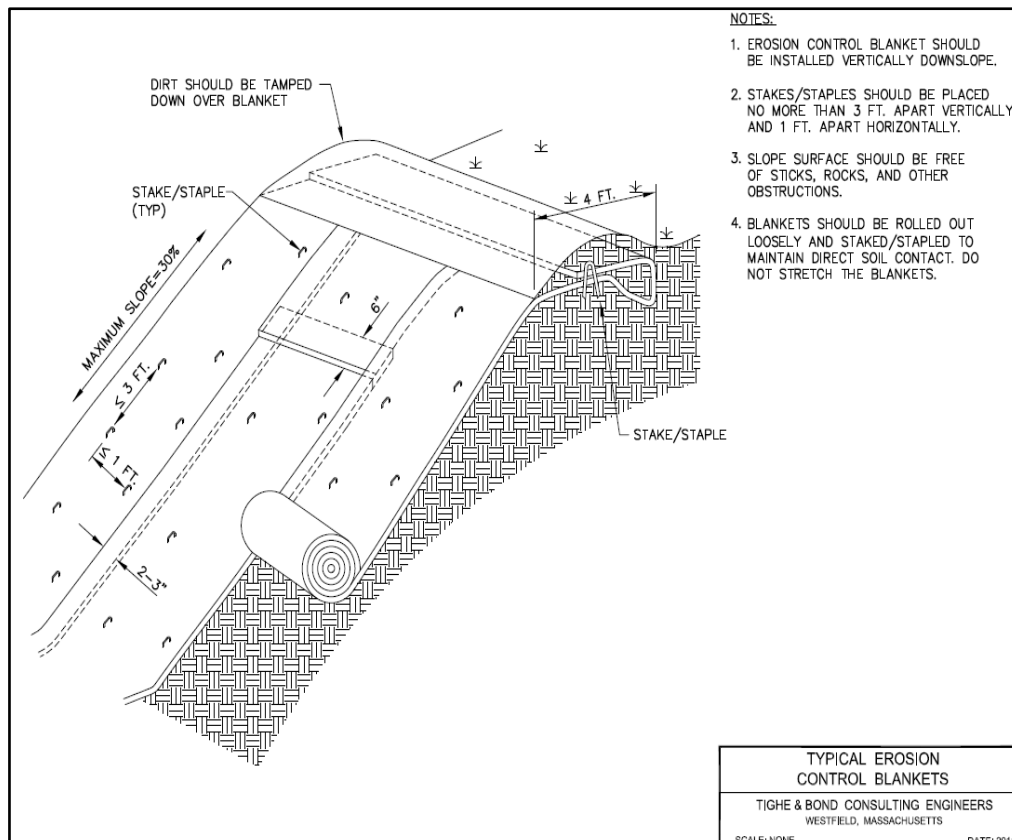 NOTES:
1. EROSION CONTROL BLANKET SHOULD
BE INSTALLED VERTICALLY DOWNSLOPE.
2. STAKES/STAPLES SHOULD BE PLACED
NO MORE THAN 3 FT. APART VERTICALLY
AND 1 FT. APART HORIZONTALLY.
3. SLOPE SURFACE SHOULD BE FREE
OF STICKS, ROCKS, AND OTHER
OBSTRUCTIONS.
4. BLANKETS SHOULD BE ROLLED OUT
LOOSELY AND STAKED/STAPLED TO
MAINTAIN DIRECT SOIL CONTACT. DO
NOT STRETCH THE BLANKETS.
DIRT SHOULD BE TAMPED
DOWN OVER BLANKET
STAKE/STAPLE
(TYP)
4 FT.
MAXIMUM SLOPE=30%
6"
≤ 3 FT.
≤ 1 FT.
STAKE/STAPLE
2-3"
TYPICAL EROSION
CONTROL BLANKETS
TIGHE & BOND CONSULTING ENGINEERS
WESTFIELD, MASSACHUSETTS
SCALE: NONE
DATE: